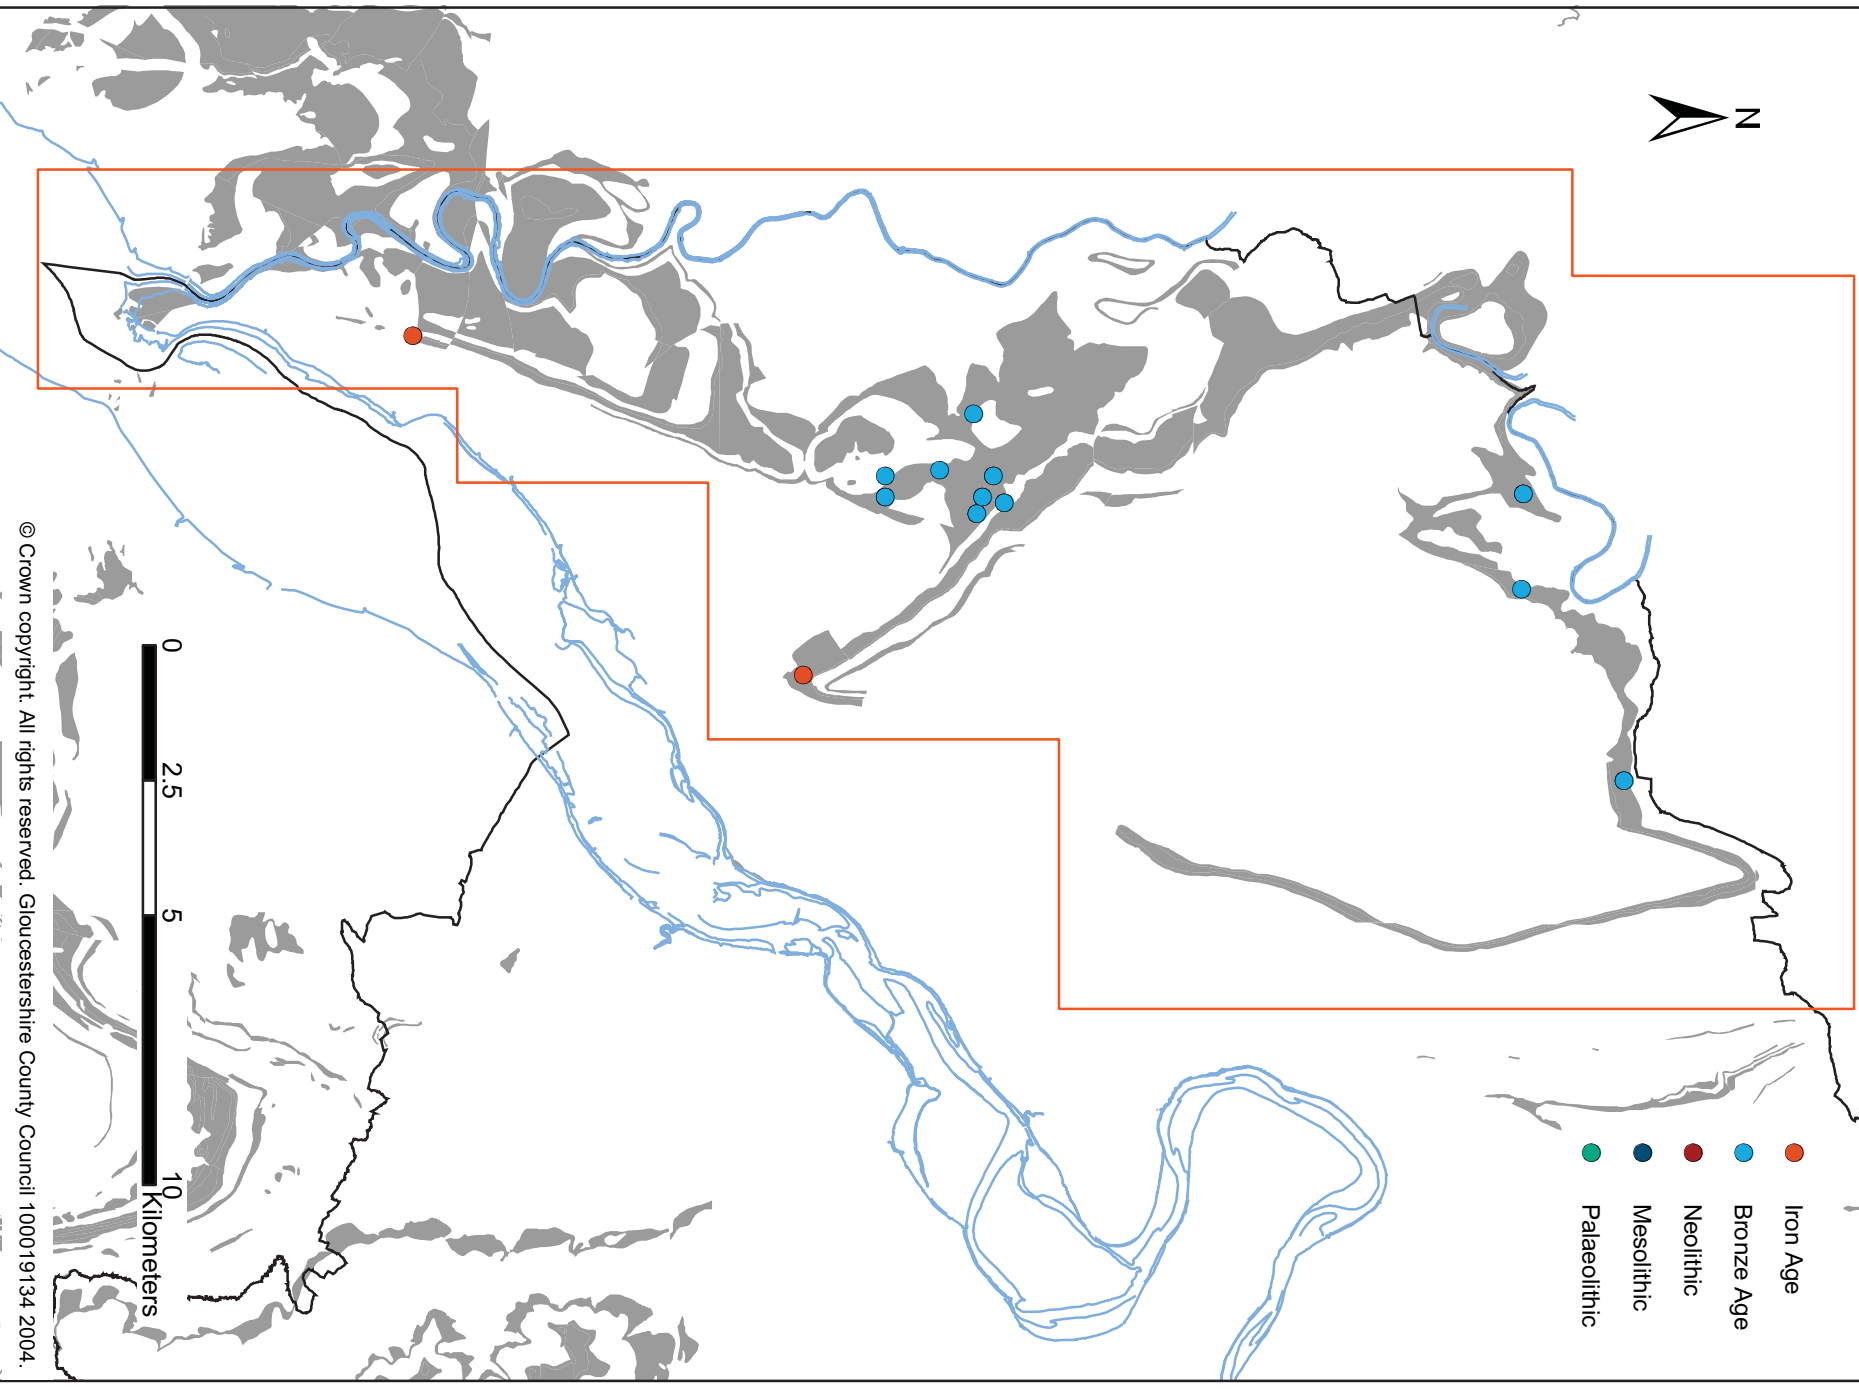 N
Iron Age
Bronze Age
Neolithic
Mesolithic
Palaeolithic
0 2.5 5 10
Kilometers
© Crown copyright. All rights reserved. Gloucestershire County Council 100019134 2004.